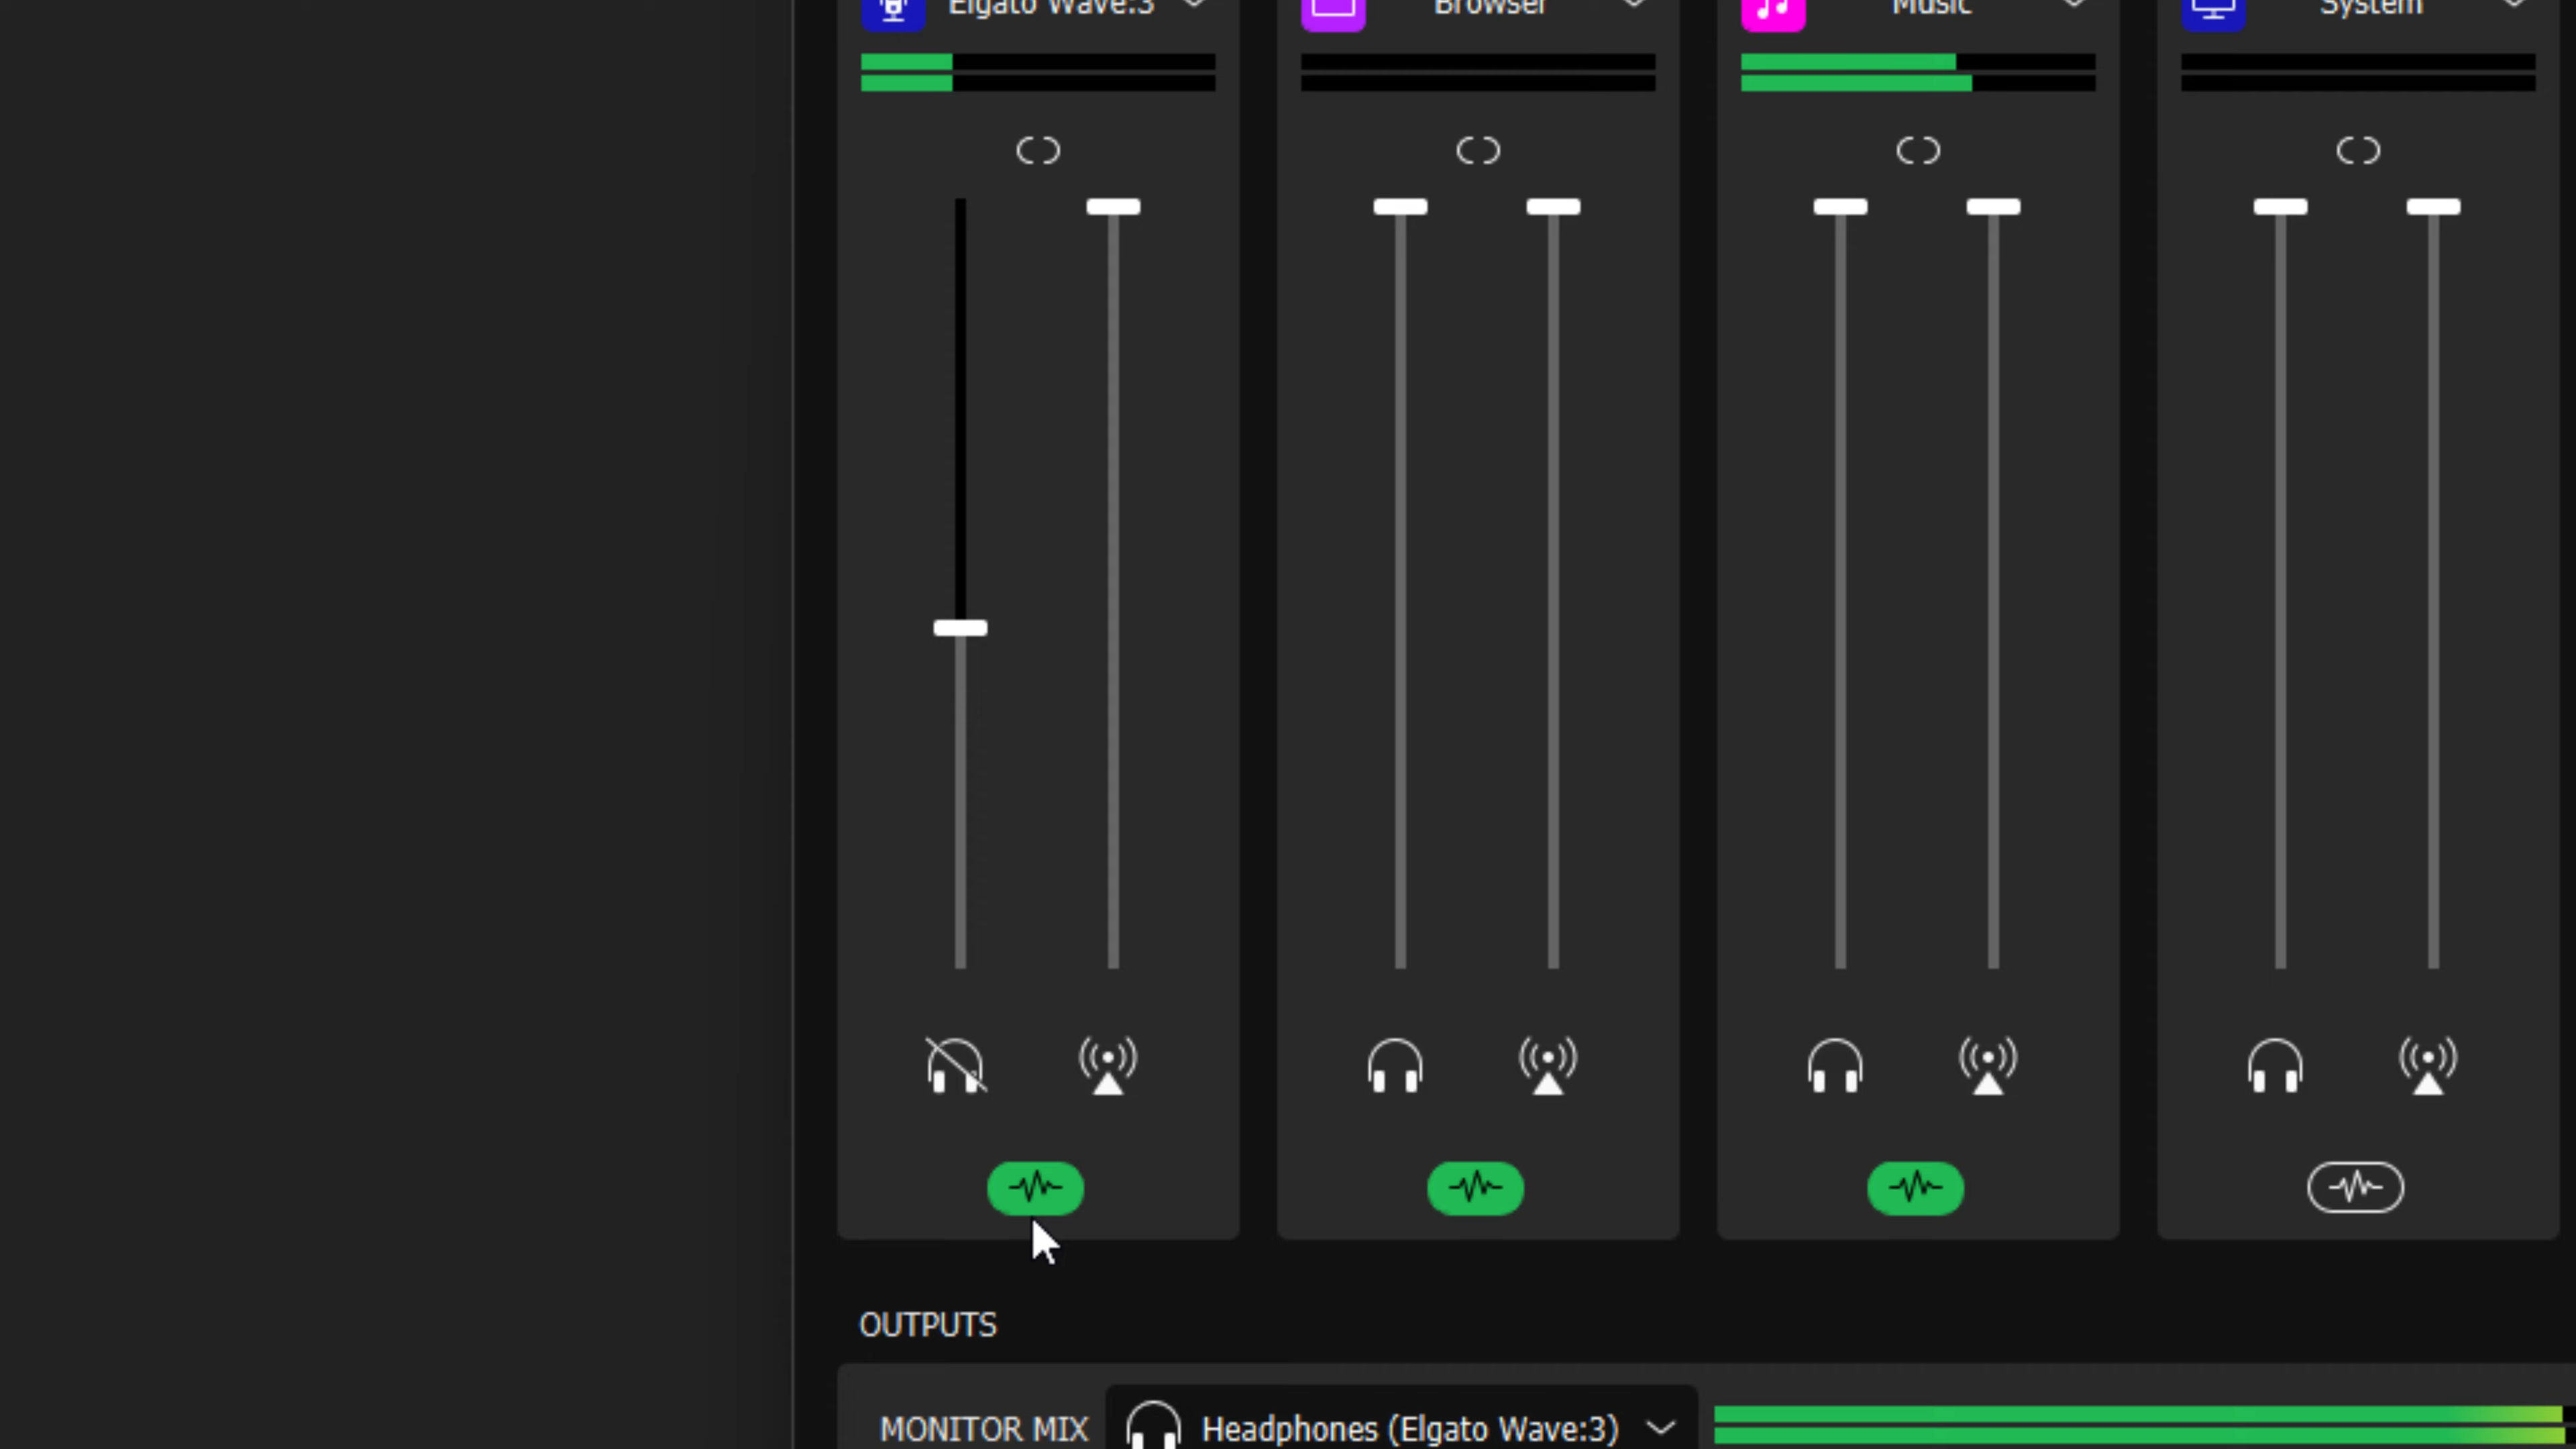 Elgato Wave:3
Browser
Music
System
OUTPUTS
MONITOR MIX
Headphones (Elgato Wave:3)